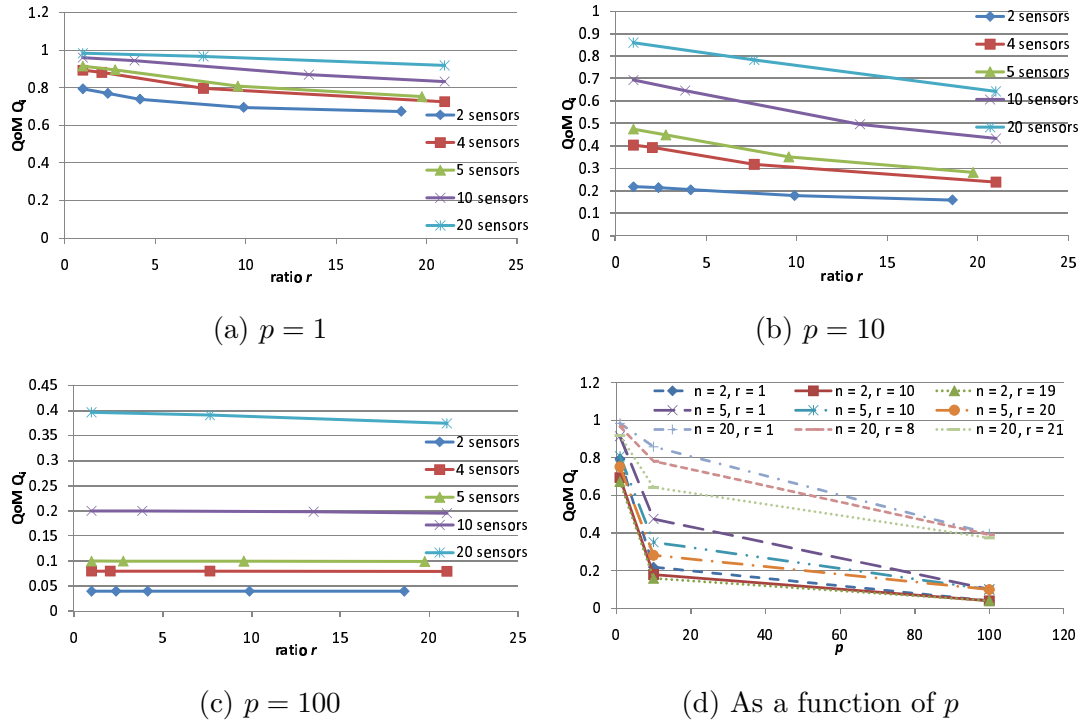 1.2
1
0.8
0.6
0.4
0.2
0
QoM Qi
0 5 10 15 20 25
ratio r
2 sensors
4 sensors
5 sensors
10 sensors
20 sensors
(a) p = 1
1
0.9
0.8
0.7
0.6
0.5
0.4
0.3
0.2
0.1
0
QoM Qi
0 5 10 15 20 25
ratio r
2 sensors
4 sensors
5 sensors
10 sensors
20 sensors
(b) p = 10
0.45
0.4
0.35
0.3
0.25
0.2
0.15
0.1
0.05
0
QoM Qi
0 5 10 15 20 25
ratio r
2 sensors
4 sensors
5 sensors
10 sensors
20 sensors
(c) p = 100
1.2
1
0.8
0.6
0.4
0.2
0
QoM Qi
0 20 40 60 80 100 120
p
n = 2, r = 1 n = 2, r = 10 n = 2, r = 19
n = 5, r = 1 n = 5, r = 10 n = 5, r = 20
n = 20, r = 1 n = 20, r = 8 n = 20, r = 21
(d) As a function of p